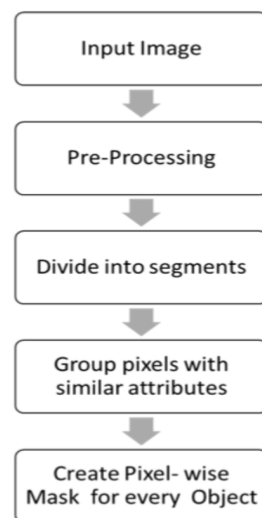 Input Image
Pre-Processing
Divide into segments
Group pixels with
similar attributes
Create Pixel- wise
Mask for every Object